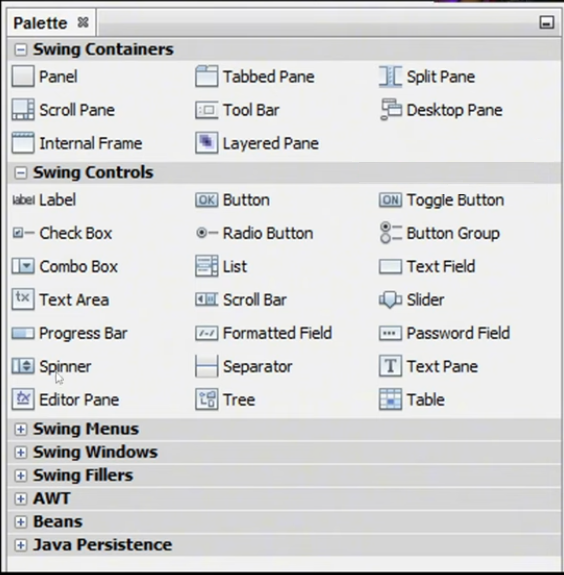 Palette
Swing Containers
Panel Tabbed Pane Split Pane
Scroll Pane Tool Bar Desktop Pane
Internal Frame Layered Pane
Swing Controls
label Label OK Button ON Toggle Button
Check Box Radio Button Button Group
Combo Box List Text Field
tx Text Area Scroll Bar Slider
Progress Bar Formatted Field Password Field
Spinner Separator T Text Pane
Editor Pane Tree Table
Swing Menus
Swing Windows
Swing Fillers
AWT
Beans
Java Persistence